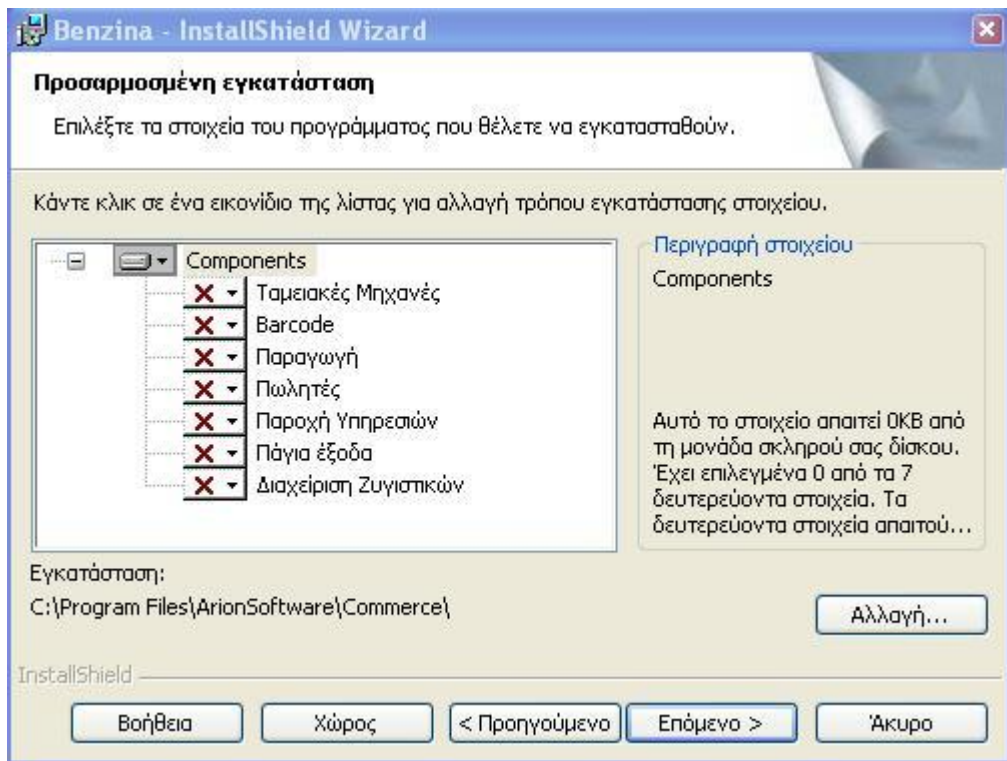 Benzina - InstallShield Wizard
Προσαρμοσμένη εγκατάσταση
Επιλέξτε τα στοιχεία του προγράμματος που θέλετε να εγκατασταθούν.
Κάντε κλικ σε ένα εικονίδιο της λίστας για αλλαγή τρόπου εγκατάστασης στοιχείου.
Components
Ταμειακές Μηχανές
Barcode
Παραγωγή
Πωλητές
Παροχή Υπηρεσιών
Πάγια έξοδα
Διαχείριση Ζυγιστικών
Περιγραφή στοιχείου
Components
Αυτό το στοιχείο απαιτεί 0KB από
τη μονάδα σκληρού σας δίσκου.
Έχει επιλεγμένα 0 από τα 7
δευτερεύοντα στοιχεία. Τα
δευτερεύοντα στοιχεία απαιτού...
Εγκατάσταση:
C:\Program Files\ArionSoftware\Commerce\
Αλλαγή...
InstallShield
Βοήθεια
Χώρος
< Προηγούμενο
Επόμενο >
Άκυρο